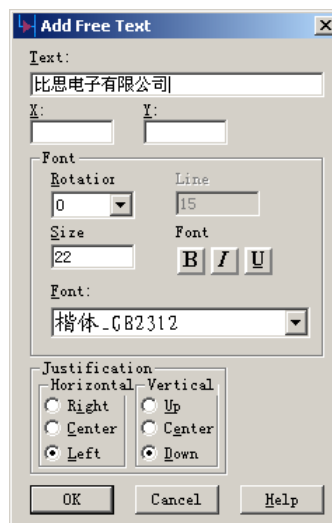 Add Free Text
Text:
比思电子有限公司
X: Y:
Font
Rotation Line
0 15
Size Font
22 B I U
Font:
楷体_GB2312
Justification
Horizontal Vertical
Right Up
Center Center
Left Down
OK Cancel Help